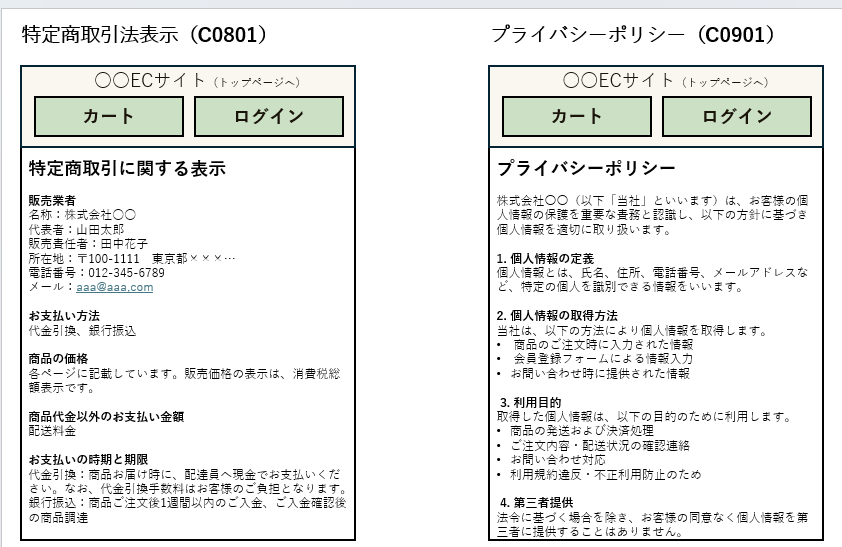 特定商取引法表示（C0801）
〇〇ECサイト（トップページへ）
カート
ログイン
特定商取引に関する表示
販売業者
名称：株式会社〇〇
代表者：山田太郎
販売責任者：田中花子
所在地：〒100-1111　東京都×××…
電話番号：012-345-6789
メール：aaa@aaa.com
お支払い方法
代金引換、銀行振込
商品の価格
各ページに記載しています。販売価格の表示は、消費税総
額表示です。
商品代金以外のお支払い金額
配送料金
お支払いの時期と期限
代金引換：商品お届け時に、配達員へ現金でお支払いくだ
さい。なお、代金引換手数料はお客様のご負担となります。
銀行振込：商品ご注文後1週間以内のご入金、ご入金確認後
の商品調達
プライバシーポリシー（C0901）
〇〇ECサイト（トップページへ）
カート
ログイン
プライバシーポリシー
株式会社〇〇（以下「当社」といいます）は、お客様の個
人情報の保護を重要な責務と認識し、以下の方針に基づき
個人情報を適切に取り扱います。
1. 個人情報の定義
個人情報とは、氏名、住所、電話番号、メールアドレスな
ど、特定の個人を識別できる情報をいいます。
2. 個人情報の取得方法
当社は、以下の方法により個人情報を取得します。
• 商品のご注文時に入力された情報
• 会員登録フォームによる情報入力
• お問い合わせ時に提供された情報
3. 利用目的
取得した個人情報は、以下の目的のために利用します。
• 商品の発送および決済処理
• ご注文内容・配送状況の確認連絡
• お問い合わせ対応
• 利用規約違反・不正利用防止のため
4. 第三者提供
法令に基づく場合を除き、お客様の同意なく個人情報を第
三者に提供することはありません。